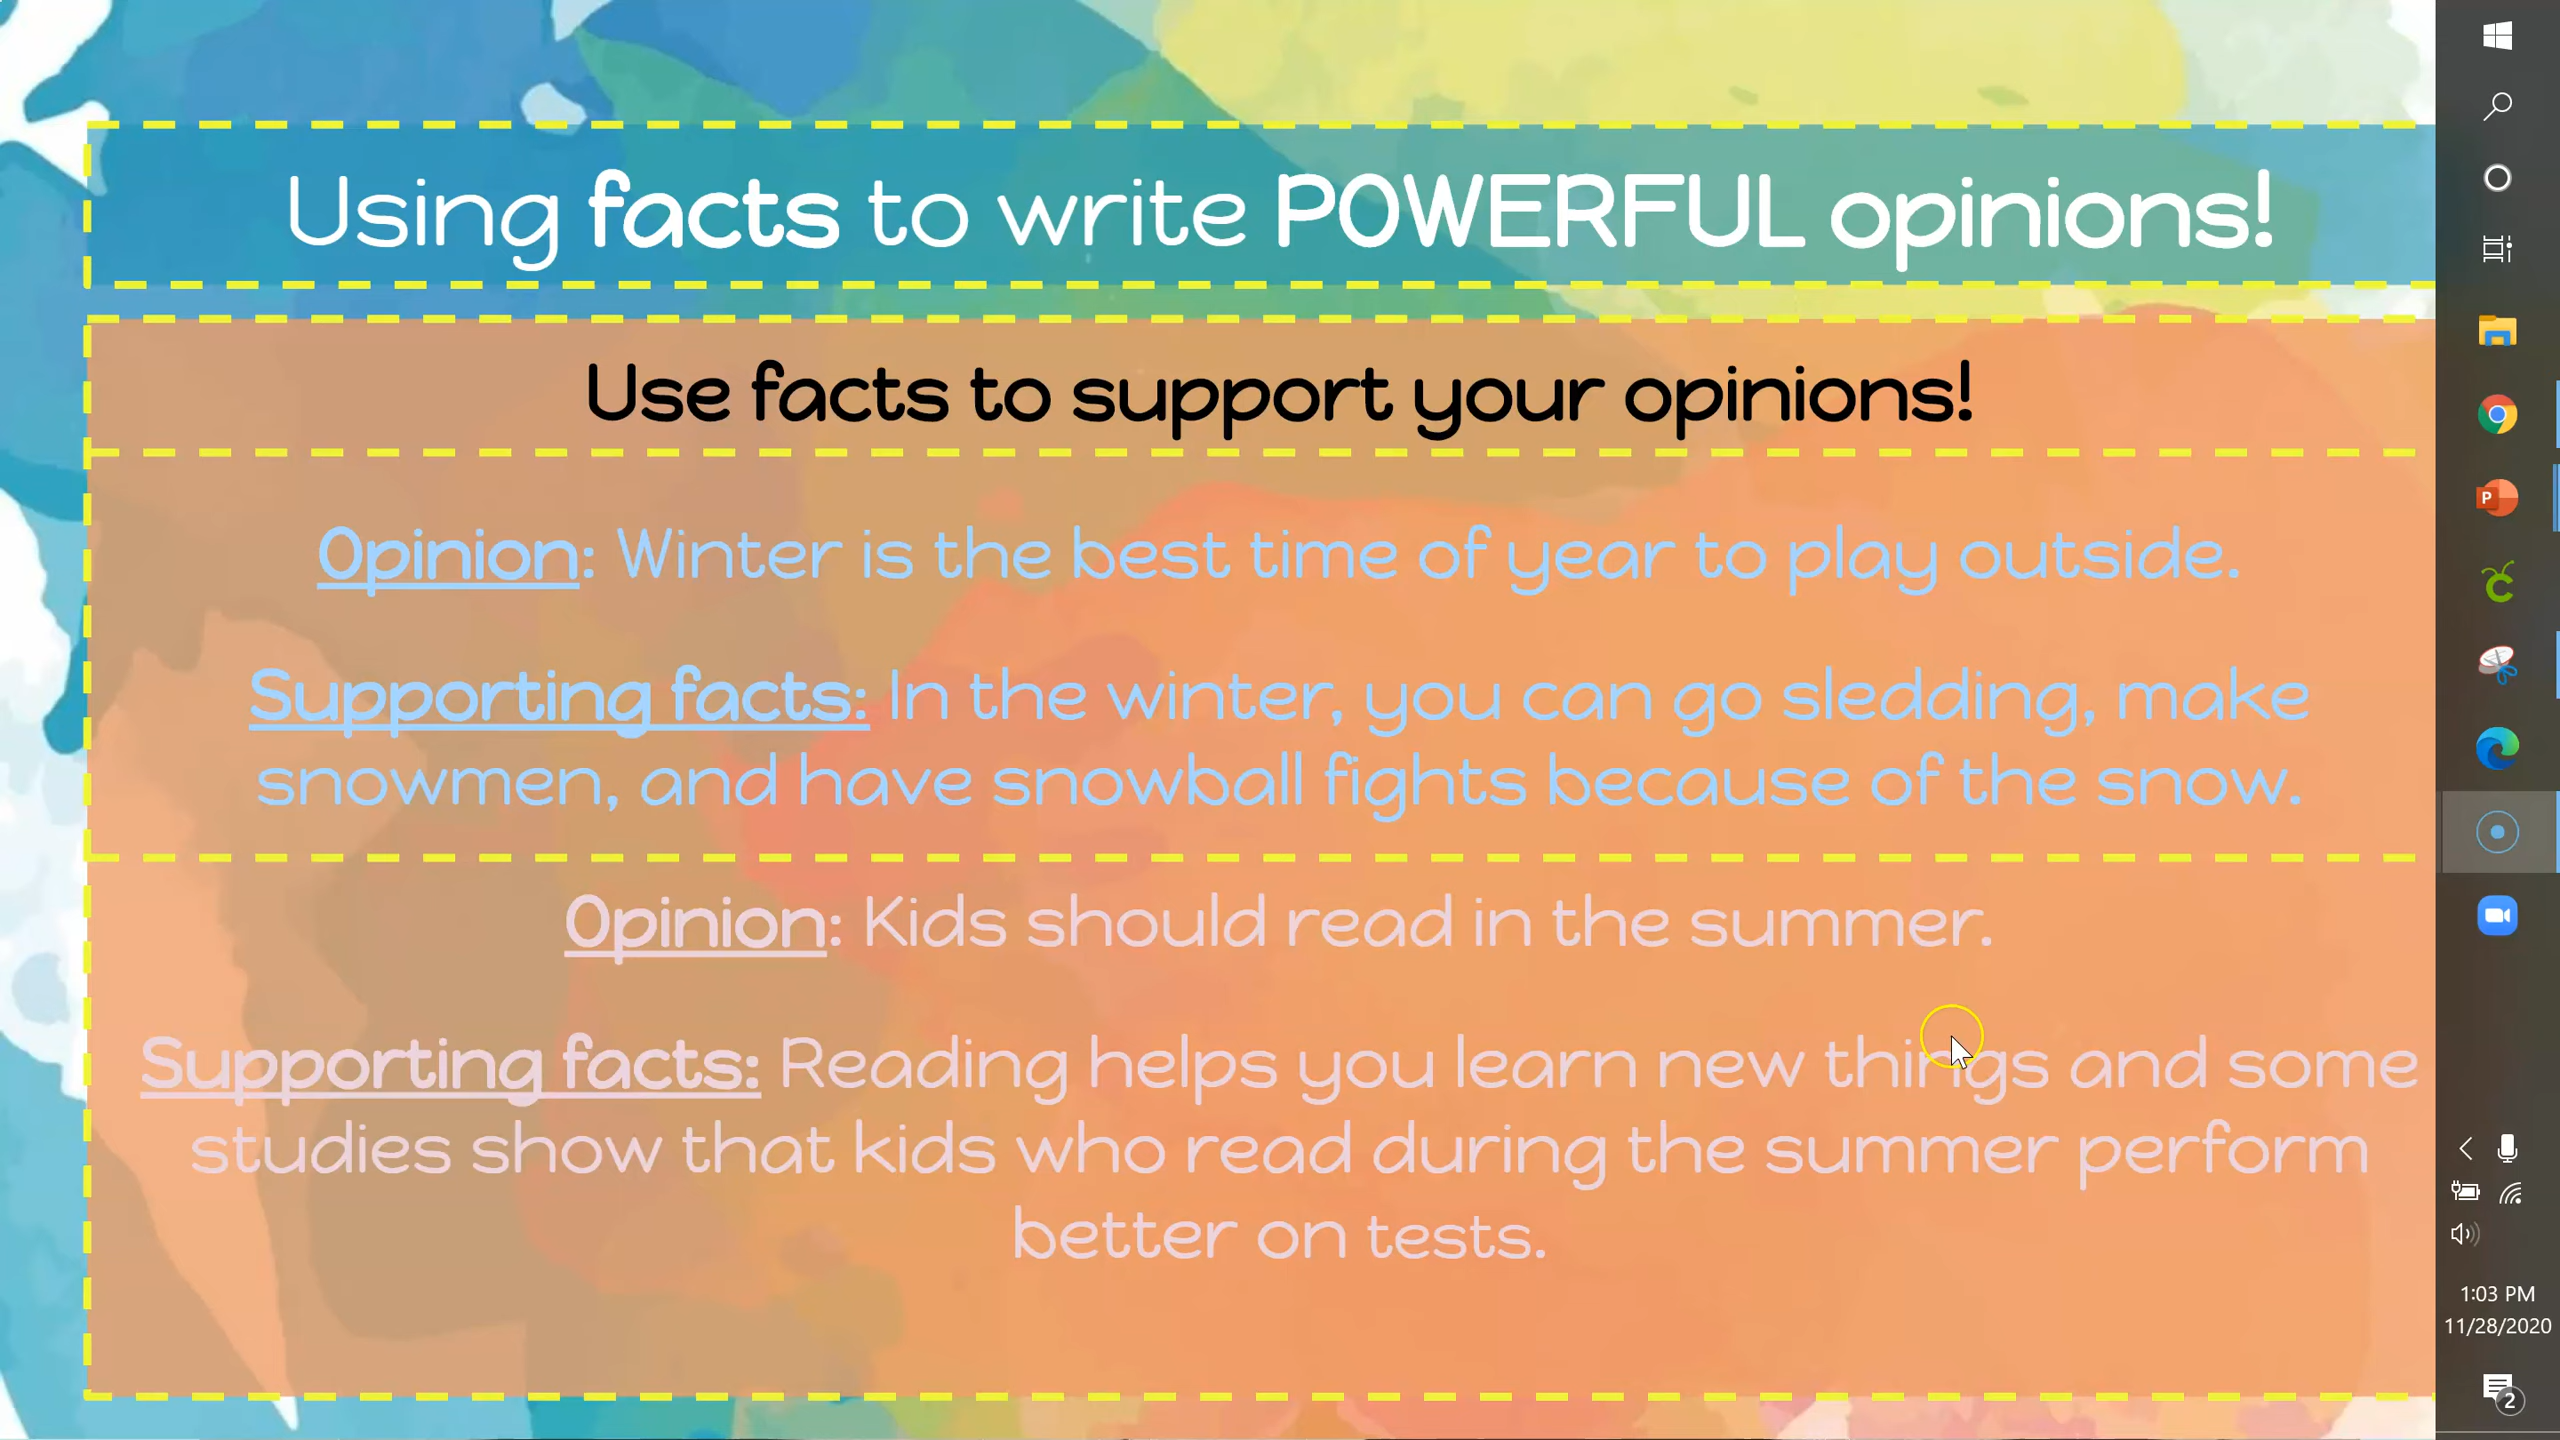 Using facts to write POWERFUL opinions!
Use facts to support your opinions!
Opinion: Winter is the best time of year to play outside.
Supporting facts: In the winter, you can go sledding, make
snowmen, and have snowball fights because of the snow.
Opinion: Kids should read in the summer.
Supporting facts: Reading helps you learn new things and some
studies show that kids who read during the summer perform
better on tests.
P
1:03 PM
11/28/2020
2